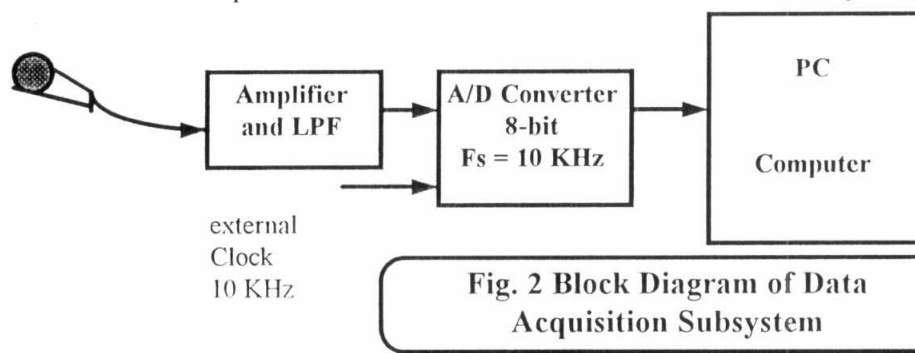 Amplifier
and LPF
A/D Converter
8-bit
Fs = 10 KHz
PC
Computer
external
Clock
10 KHz
Fig. 2 Block Diagram of Data
Acquisition Subsystem